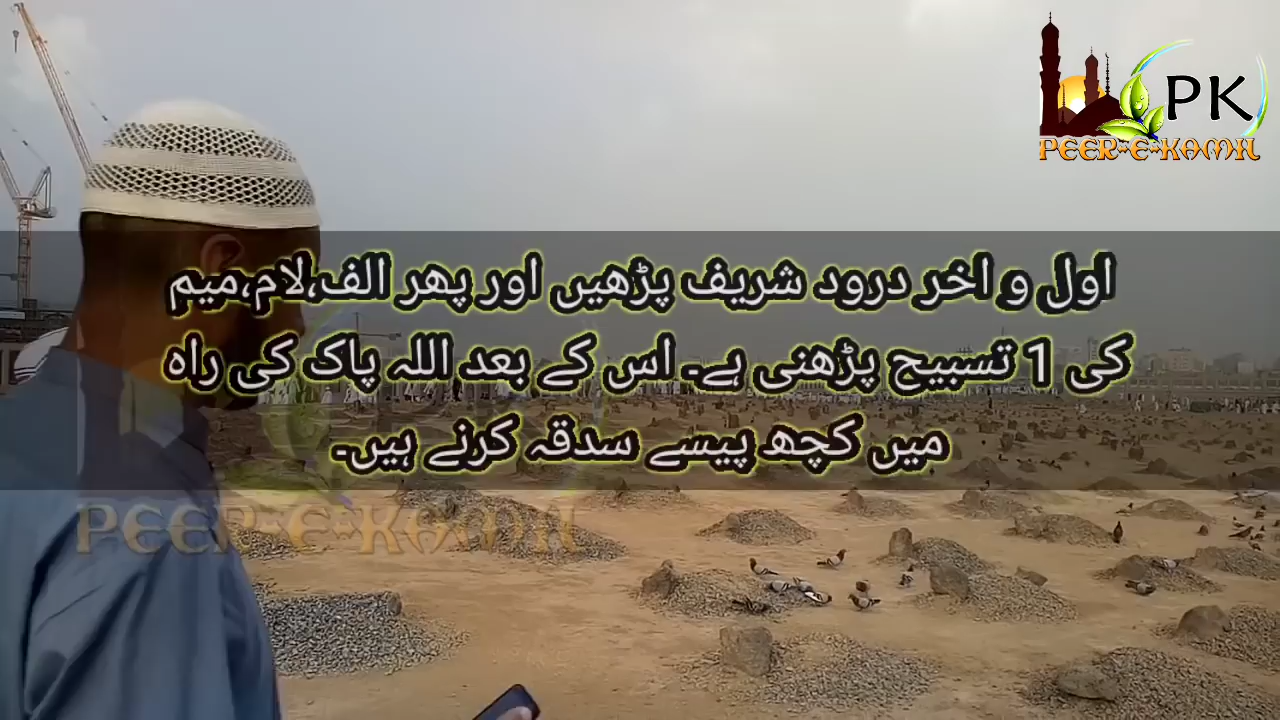 PK
PEER-E-KAMIL
اول و اخر درود شریف پڑھیں اور پھر الف،لام،میم
کی 1 تسبیح پڑھنی ہے۔ اس کے بعد اللہ پاک کی راہ
میں کچھ پیسے سدقہ کرنے ہیں۔
PEER-E-KAMIL